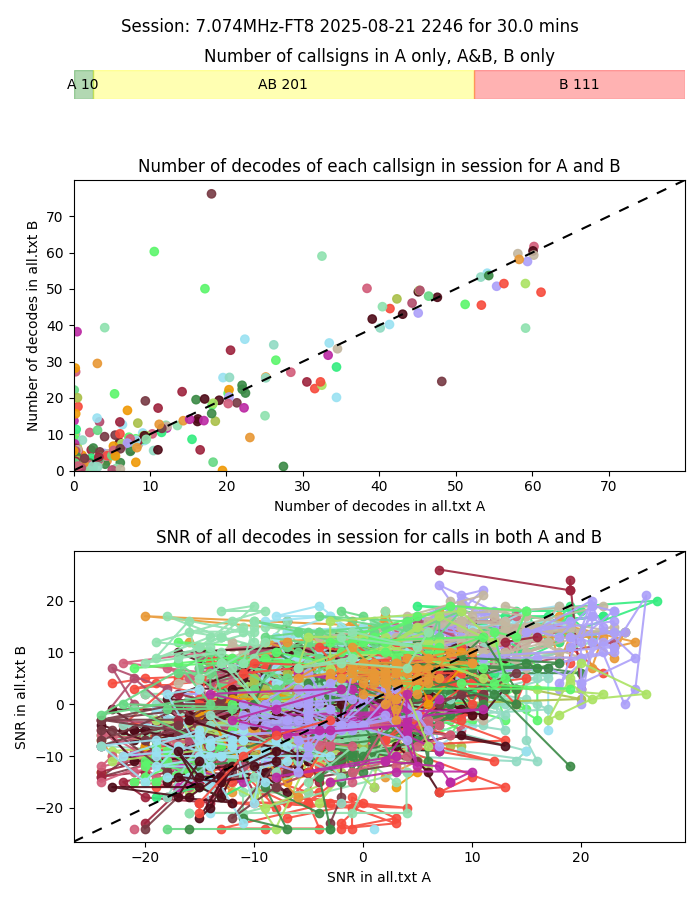 Session: 7.074MHz-FT8 2025-08-21 2246 for 30.0 mins
Number of callsigns in A only, A&B, B only
A 10 AB 201 B 111
Number of decodes of each callsign in session for A and B
Number of decodes in all.txt B
70
60
50
40
30
20
10
0
0 10 20 30 40 50 60 70
Number of decodes in all.txt A
SNR of all decodes in session for calls in both A and B
SNR in all.txt B
20
10
0
−10
−20
−20 −10 0 10 20
SNR in all.txt A